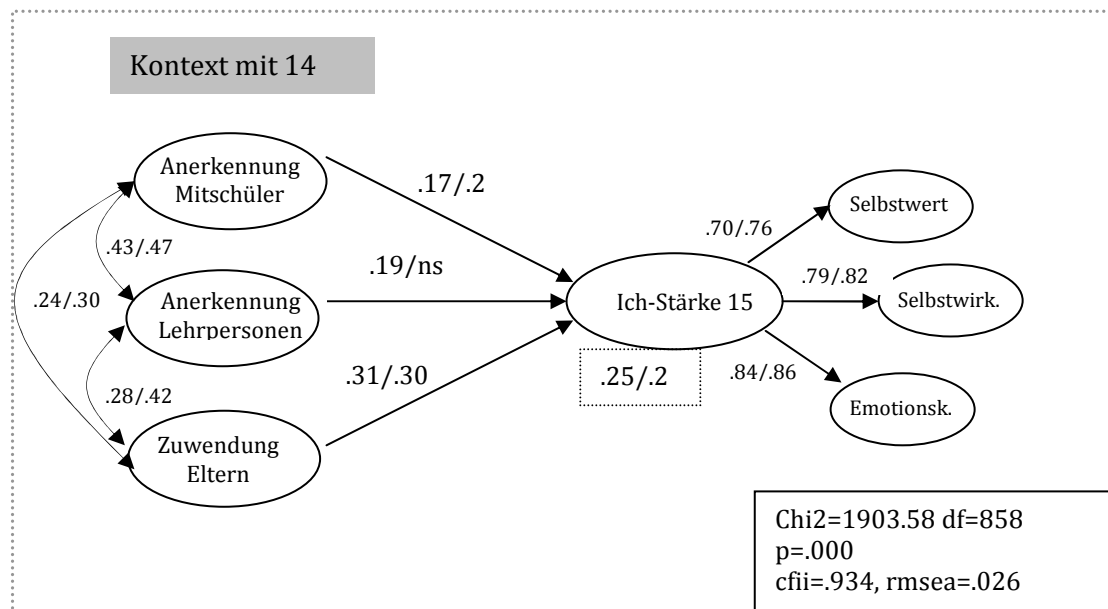 Kontext mit 14
Anerkennung
Mitschüler
.17/.2
Selbstwert
.70/.76
.43/.47
.19/ns
.79/.82
.24/.30
Anerkennung
Lehrpersonen
Ich-Stärke 15
Selbstwirk.
.31/.30
.25/.2
.84/.86
.28/.42
Emotionsk.
Zuwendung
Eltern
Chi2=1903.58 df=858
p=.000
cfii=.934, rmsea=.026